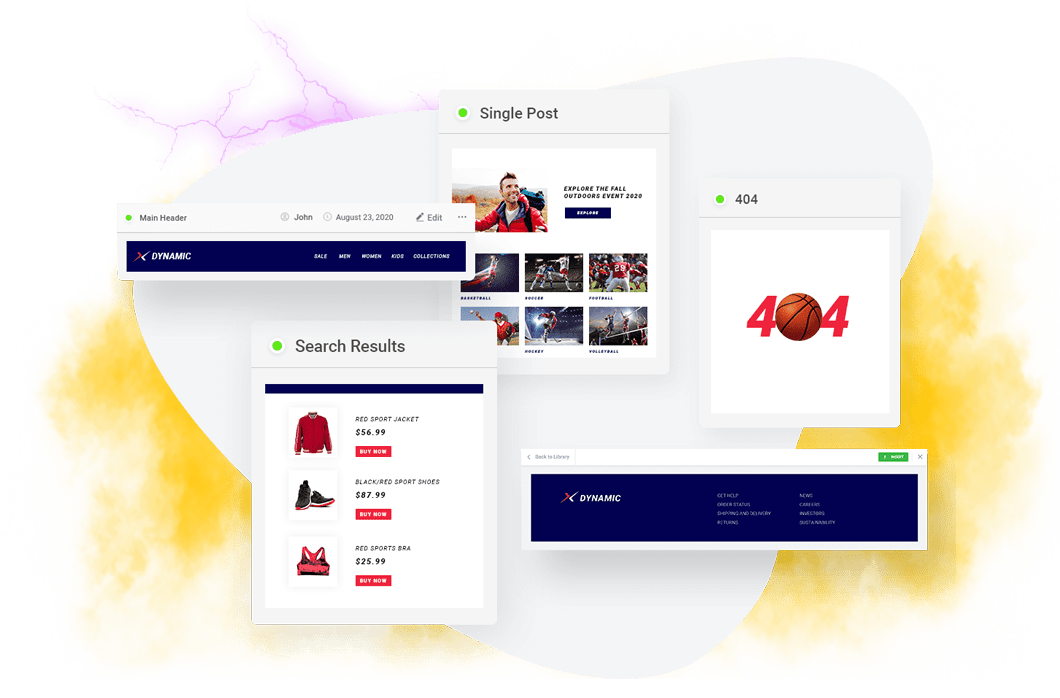 Single Post
EXPLORE THE FALL
OUTDOORS EVENT 2020
EXPLORE
BASKETBALL
SOCCER
FOOTBALL
29
HOCKEY
VOLLEYBALL
Main Header
John
August 23, 2020
Edit
DYNAMIC
SALE MEN WOMEN KIDS COLLECTIONS
404
404
Search Results
RED SPORT JACKET
$56.99
BUY NOW
BLACK/RED SPORT SHOES
$87.99
BUY NOW
RED SPORTS BRA
$25.99
BUY NOW
Back to Library
INSERT
DYNAMIC
GET HELP
ORDER STATUS
SHIPPING AND DELIVERY
RETURNS
NEWS
CAREERS
INVESTORS
SUSTAINABILITY